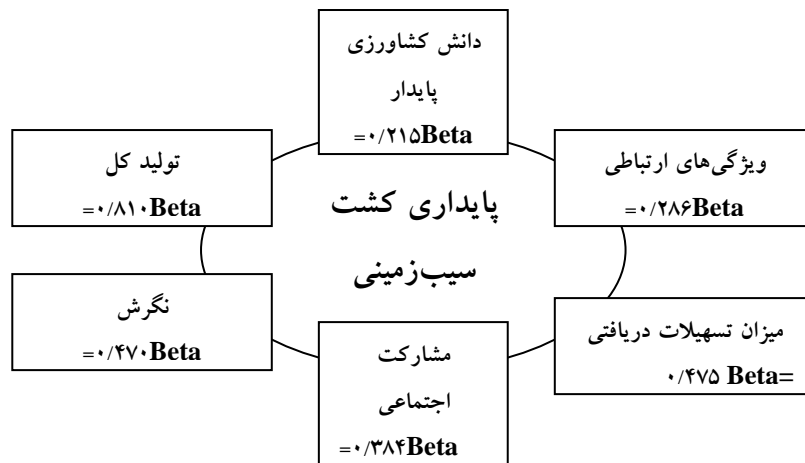 دانش کشاورزی
پایدار
=۰/۲۱۵Beta
ویژگی‌های ارتباطی
=۰/۲۸۶Beta
تولید کل
=۰/۸۱۰Beta
پایداری کشت
سیب‌زمینی
میزان تسهیلات دریافتی
۰/۴۷۵ Beta=
نگرش
=۰/۴۷۰Beta
مشارکت
اجتماعی
=۰/۳۸۴Beta